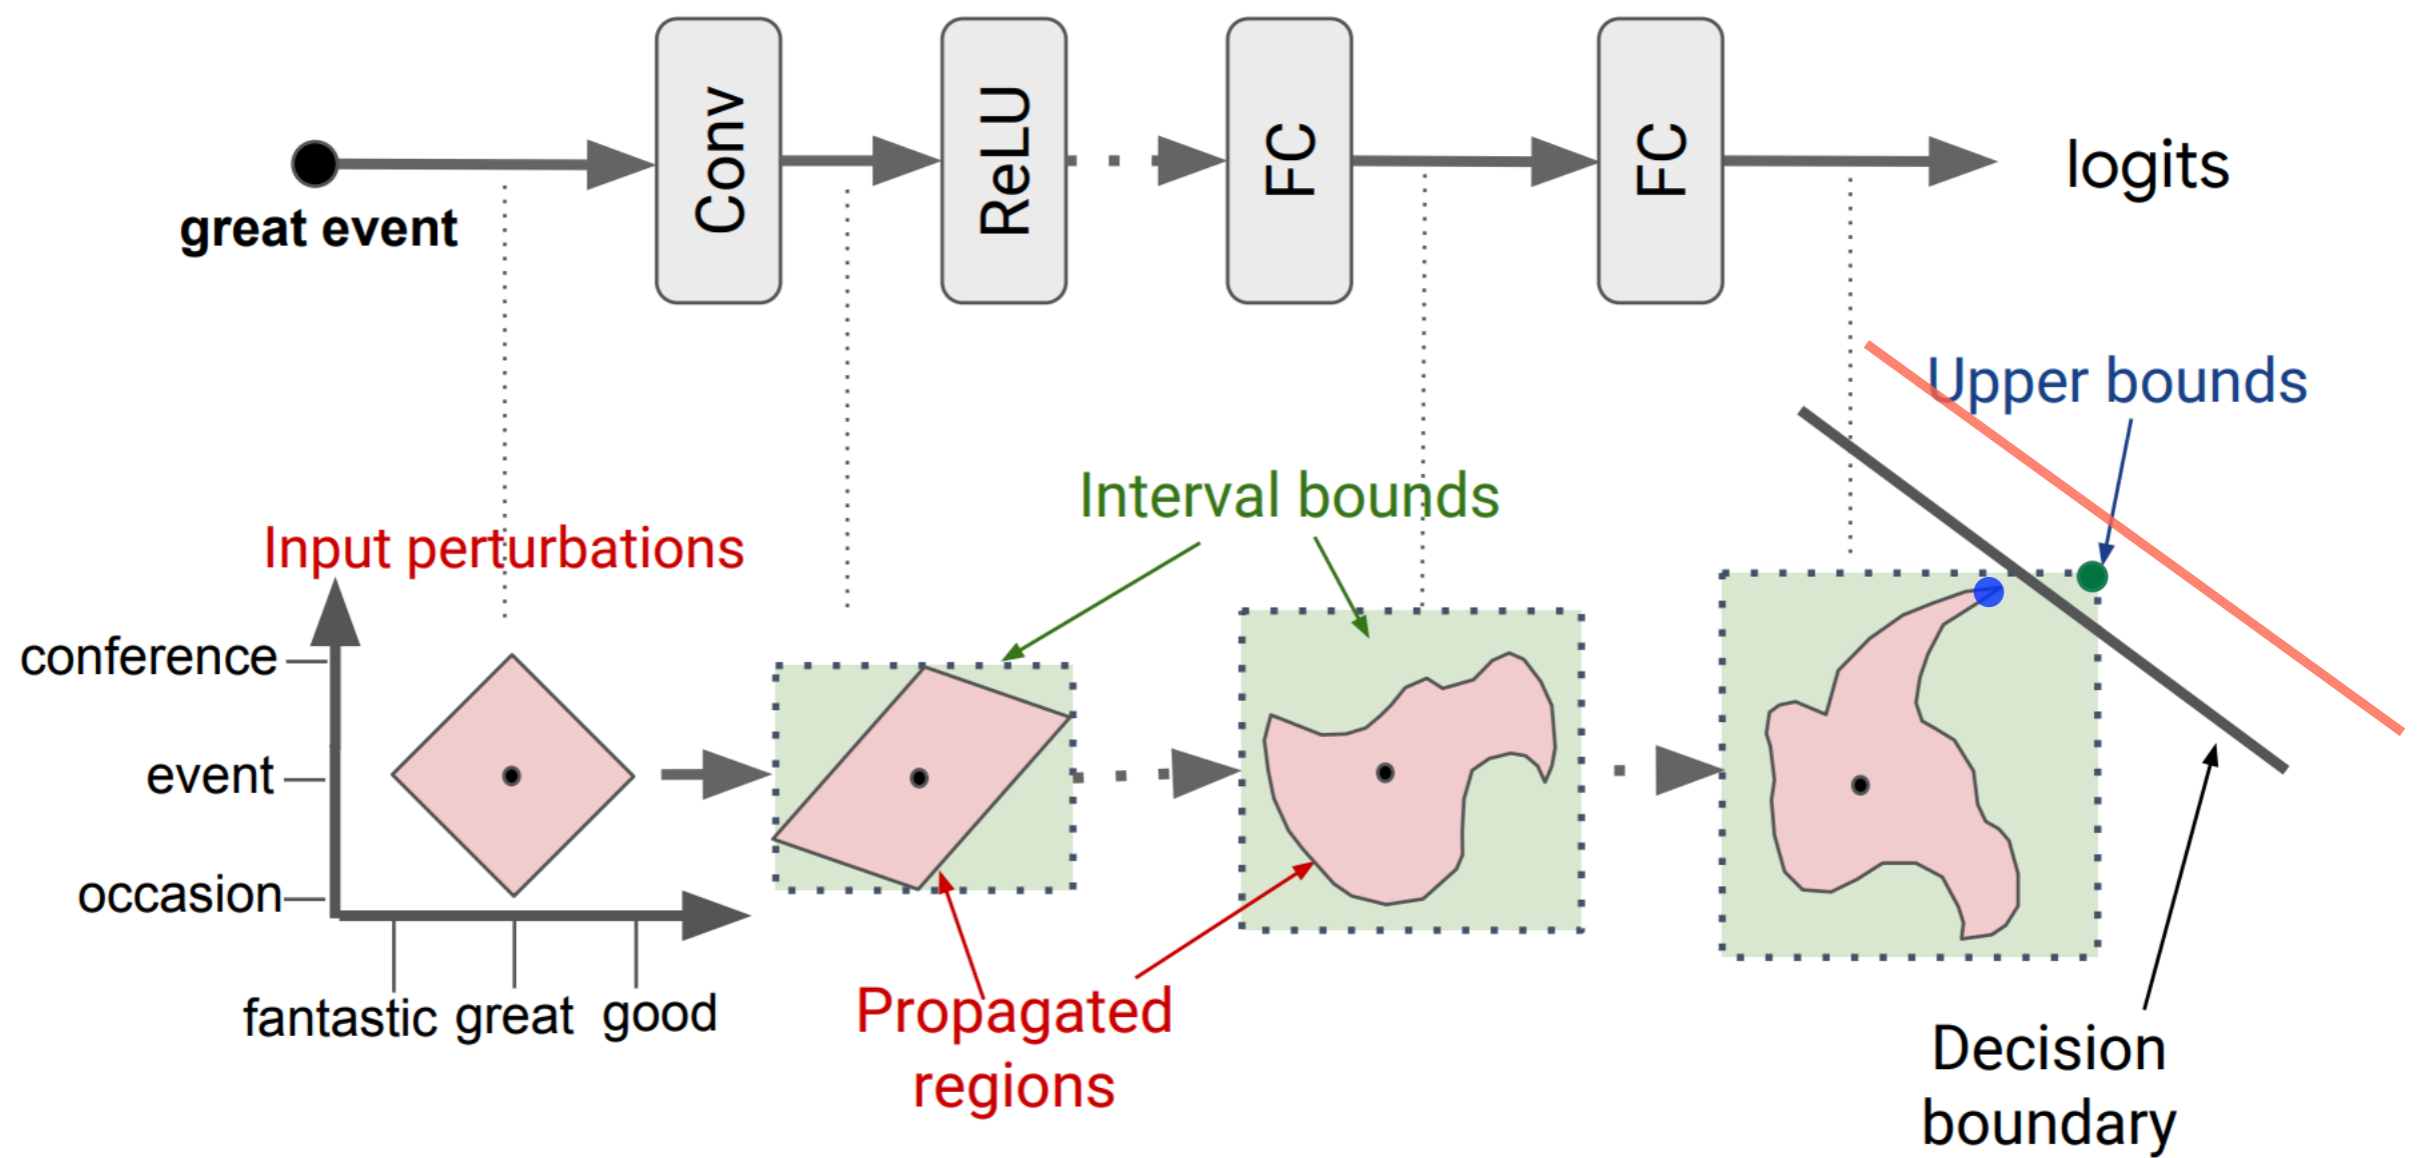 Conv
ReLU
FC
FC
logits
great event
Upper bounds
Interval bounds
Input perturbations
conference
event
occasion
fantastic
great
good
Propagated
regions
Decision
boundary